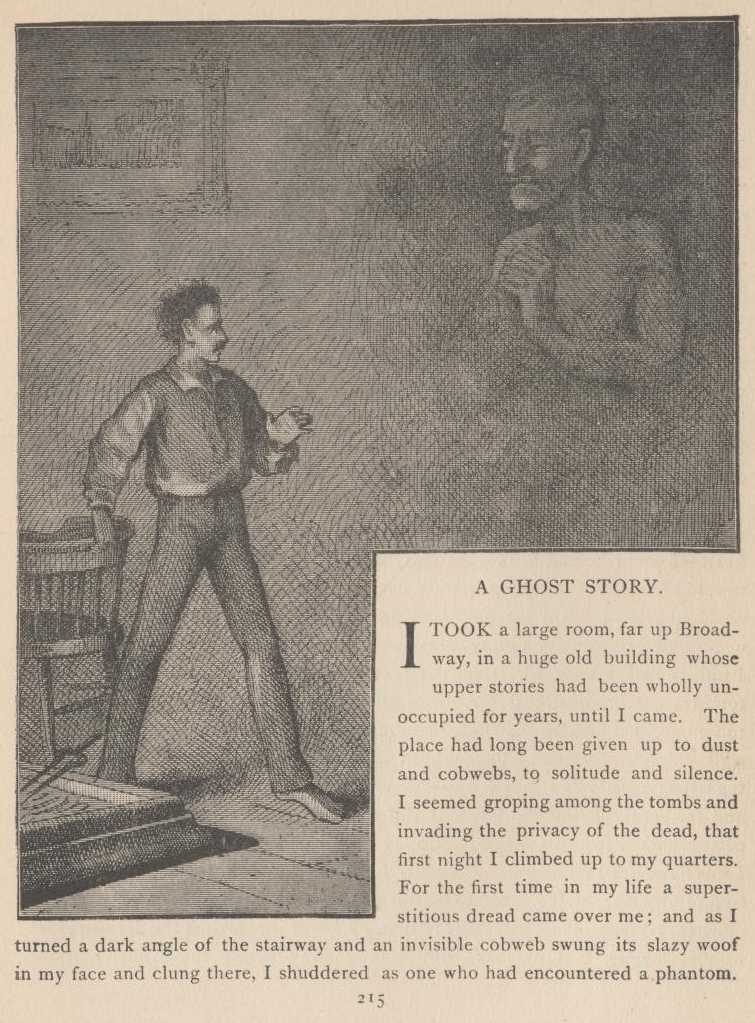 A GHOST STORY.
I TOOK a large room, far up Broad-
way, in a huge old building whose
upper stories had been wholly un-
occupied for years, until I came. The
place had long been given up to dust
and cobwebs, to solitude and silence.
I seemed groping among the tombs and
invading the privacy of the dead, that
first night I climbed up to my quarters.
For the first time in my life a super-
stitious dread came over me; and as I
turned a dark angle of the stairway and an invisible cobweb swung its slazy woof
in my face and clung there, I shuddered as one who had encountered a phantom.
215